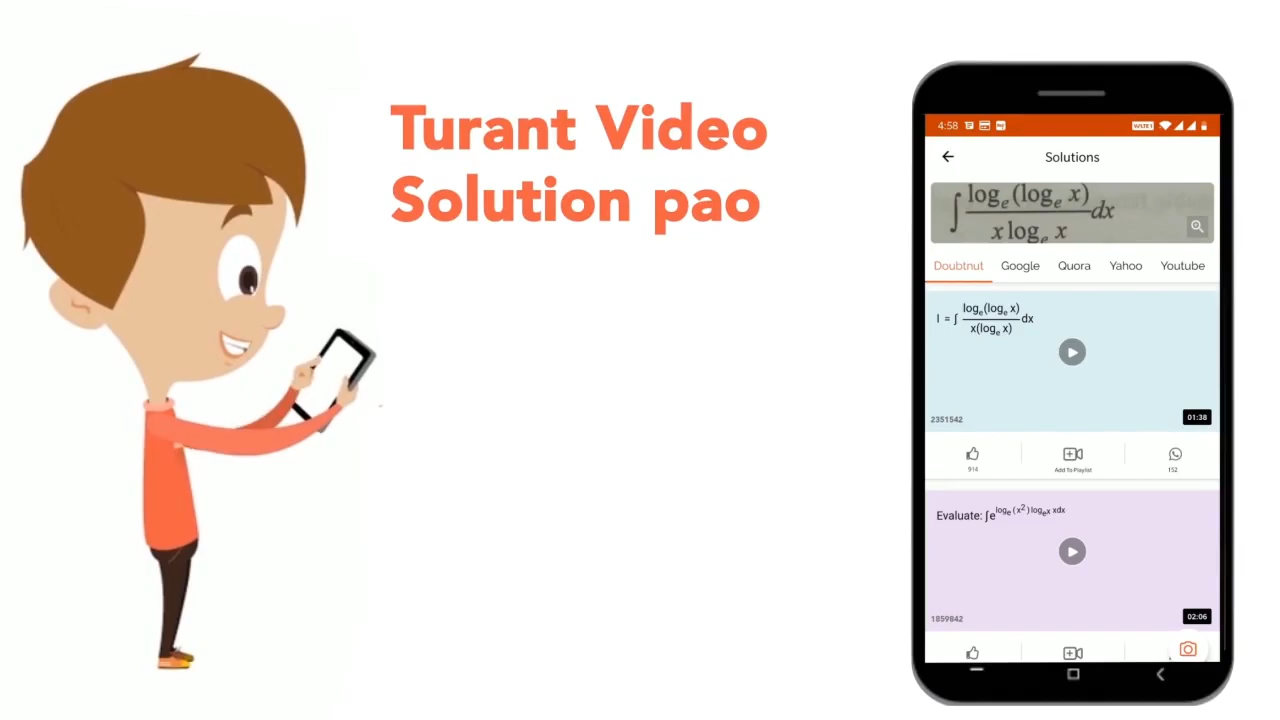 Turant Video
Solution pao
4:58
Solutions
∫ logₑ(logₑ x) / x logₑ x dx
Doubtnut Google Quora Yahoo Youtube
I = ∫ logₑ(logₑ x) / x(logₑ x) dx
2351542 01:38
914 Add To Playlist 152
Evaluate: ∫e^logₑ(x²)logₑx xdx
1859842 02:06